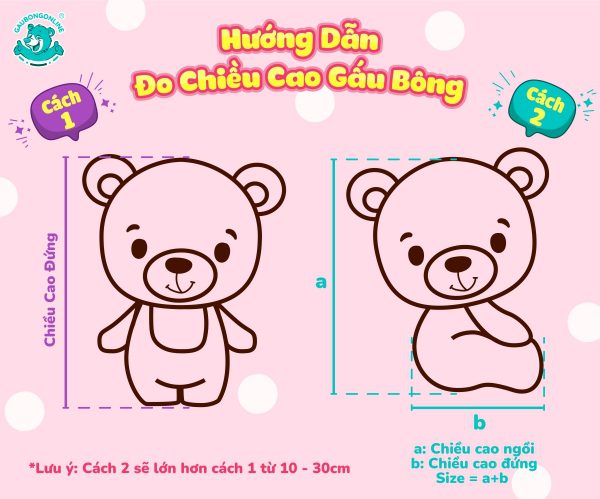 GAUBONGONLINE
Hướng Dẫn
Đo Chiều Cao Gấu Bông
Cách
1
Cách
2
Chiều Cao Đứng
a
b
a: Chiều cao ngồi
b: Chiều cao đứng
Size = a+b
*Lưu ý: Cách 2 sẽ lớn hơn cách 1 từ 10 - 30cm